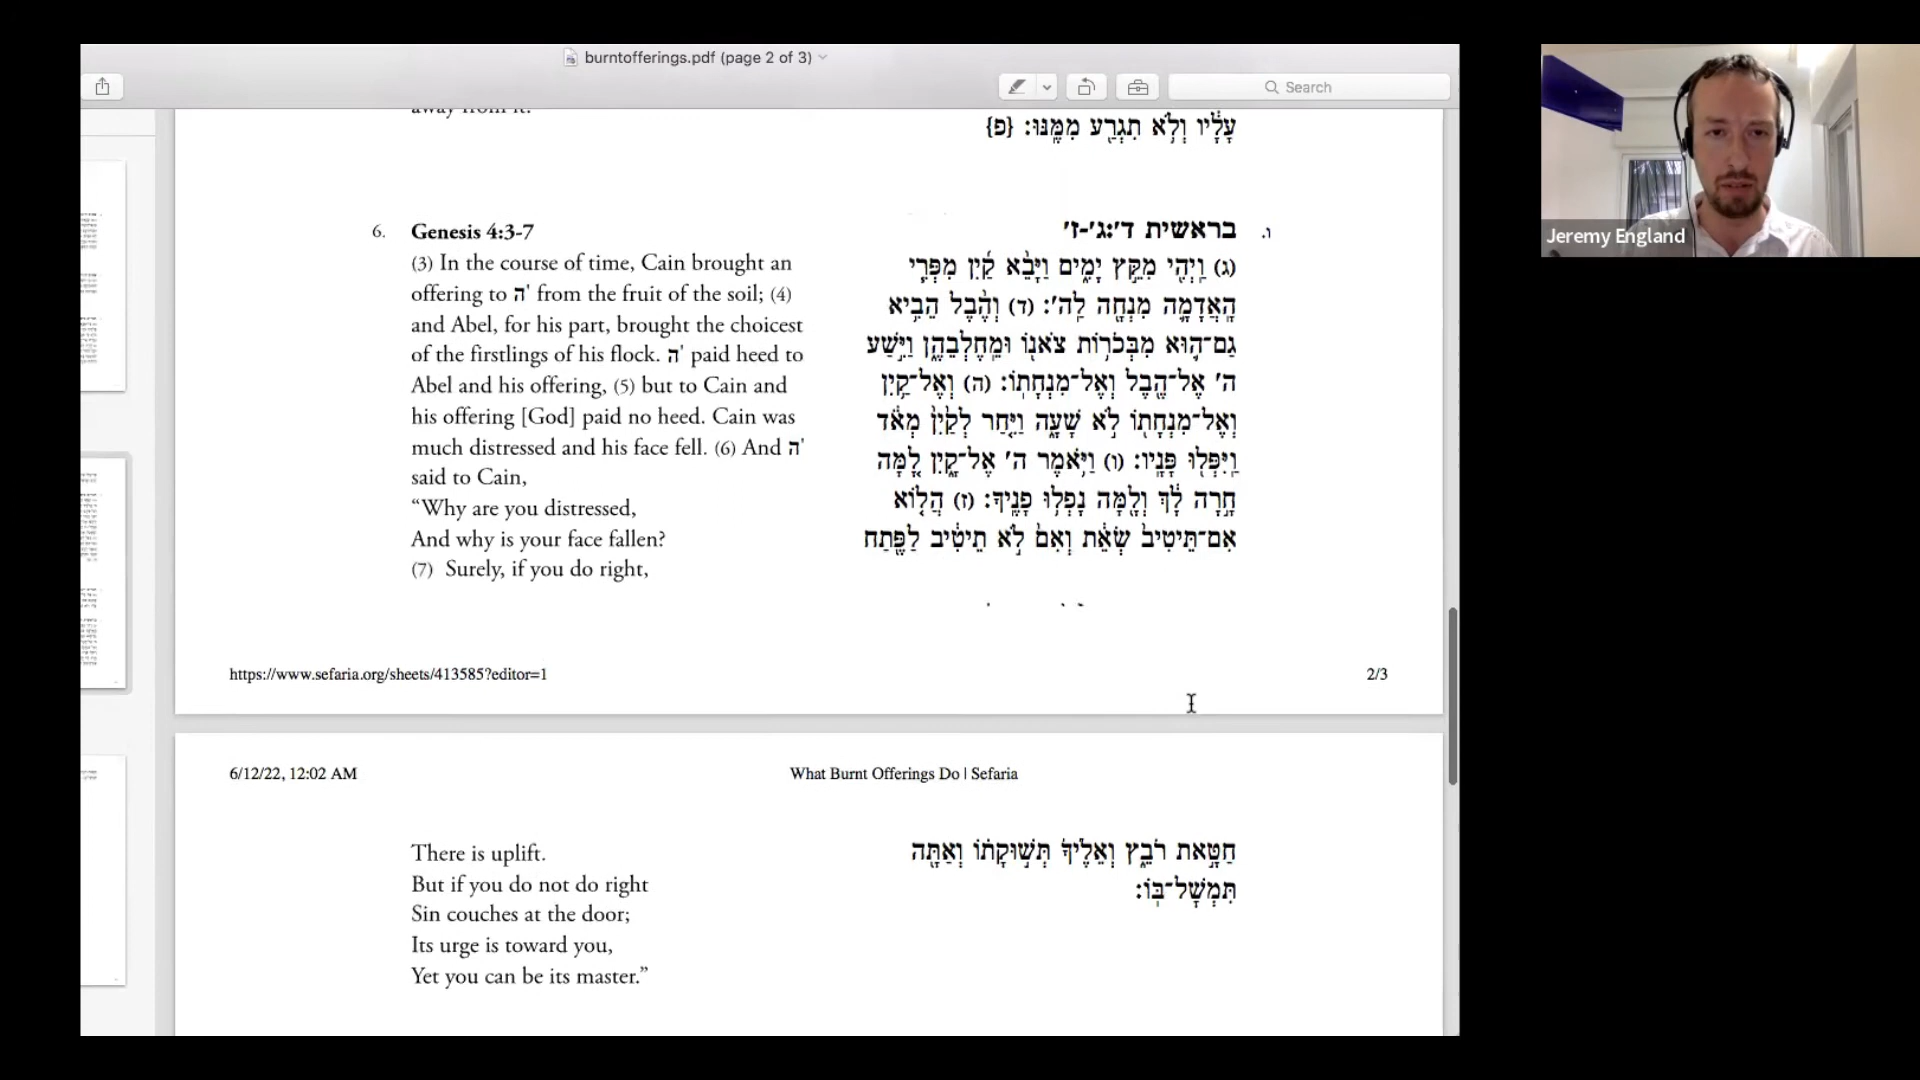 burntofferings.pdf (page 2 of 3)
Search
Jeremy England
away from it.
עָלָ֔יו וְלֹ֥א תִגְרַ֖ע מִמֶּֽנּוּ׃ {פ}
6. Genesis 4:3-7
(3) In the course of time, Cain brought an
offering to ה' from the fruit of the soil; (4)
and Abel, for his part, brought the choicest
of the firstlings of his flock. ה' paid heed to
Abel and his offering, (5) but to Cain and
his offering [God] paid no heed. Cain was
much distressed and his face fell. (6) And ה'
said to Cain,
“Why are you distressed,
And why is your face fallen?
(7) Surely, if you do right,
ו. בראשית ד׳:ג׳-ז׳
(ג) וַֽיְהִ֖י מִקֵּ֣ץ יָמִ֑ים וַיָּבֵ֨א קַ֜יִן מִפְּרִ֧י
הָֽאֲדָמָ֛ה מִנְחָ֖ה לַֽה׳׃ (ד) וְהֶ֨בֶל הֵבִ֥יא
גַם־ה֛וּא מִבְּכֹר֥וֹת צֹאנ֖וֹ וּמֵֽחֶלְבֵהֶ֑ן וַיִּ֣שַׁע
ה׳ אֶל־הֶ֖בֶל וְאֶל־מִנְחָתֽוֹ׃ (ה) וְאֶל־קַ֥יִן
וְאֶל־מִנְחָת֖וֹ לֹ֣א שָׁעָ֑ה וַיִּ֤חַר לְקַ֙יִן֙ מְאֹ֔ד
וַֽיִּפְּל֖וּ פָּנָֽיו׃ (ו) וַיֹּ֥אמֶר ה׳ אֶל־קָ֑יִן לָ֚מָּה
חָ֣רָה לָ֔ךְ וְלָ֖מָּה נָפְל֥וּ פָנֶֽיךָ׃ (ז) הֲל֤וֹא
אִם־תֵּיטִיב֙ שְׂאֵ֔ת וְאִם֙ לֹ֣א תֵיטִ֔יב לַפֶּ֖תַח
https://www.sefaria.org/sheets/413585?editor=1
2/3
6/12/22, 12:02 AM
What Burnt Offerings Do | Sefaria
There is uplift.
But if you do not do right
Sin couches at the door;
Its urge is toward you,
Yet you can be its master.”
חַטָּ֣את רֹבֵ֑ץ וְאֵלֶ֙יךָ֙ תְּשׁ֣וּקָת֔וֹ וְאַתָּ֖ה
תִּמְשׇׁל־בּֽוֹ׃